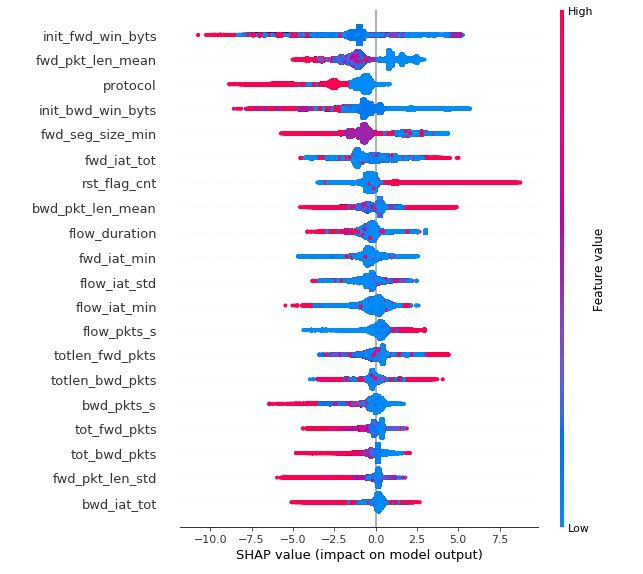 High
init_fwd_win_byts
fwd_pkt_len_mean
protocol
init_bwd_win_byts
fwd_seg_size_min
fwd_iat_tot
rst_flag_cnt
bwd_pkt_len_mean
flow_duration
fwd_iat_min
flow_iat_std
flow_iat_min
flow_pkts_s
totlen_fwd_pkts
totlen_bwd_pkts
bwd_pkts_s
tot_fwd_pkts
tot_bwd_pkts
fwd_pkt_len_std
bwd_iat_tot
Feature value
Low
−10.0 −7.5 −5.0 −2.5 0.0 2.5 5.0 7.5
SHAP value (impact on model output)